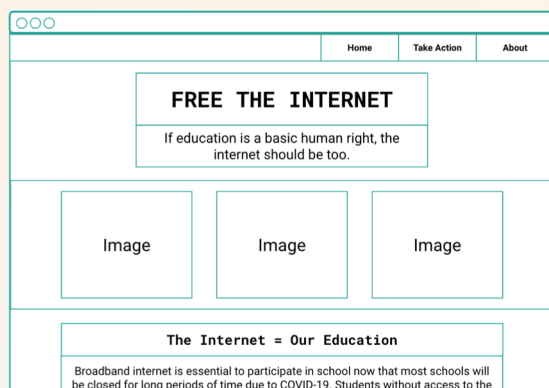 Home Take Action About
FREE THE INTERNET
If education is a basic human right, the
internet should be too.
Image Image Image
The Internet = Our Education
Broadband internet is essential to participate in school now that most schools will
be closed for long periods of time due to COVID-19. Students without access to the